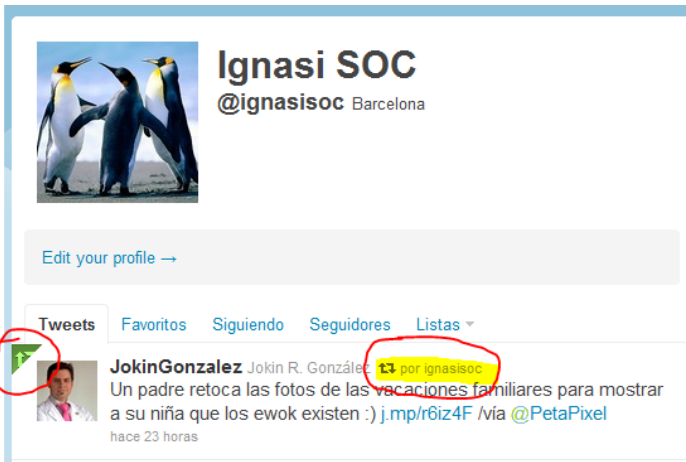 Ignasi SOC
@ignasisoc Barcelona
Edit your profile →
Tweets Favoritos Siguiendo Seguidores Listas
JokinGonzalez Jokin R. González por ignasisoc
Un padre retoca las fotos de las vacaciones familiares para mostrar
a su niña que los ewok existen :) j.mp/r6iz4F /vía @PetaPixel
hace 23 horas